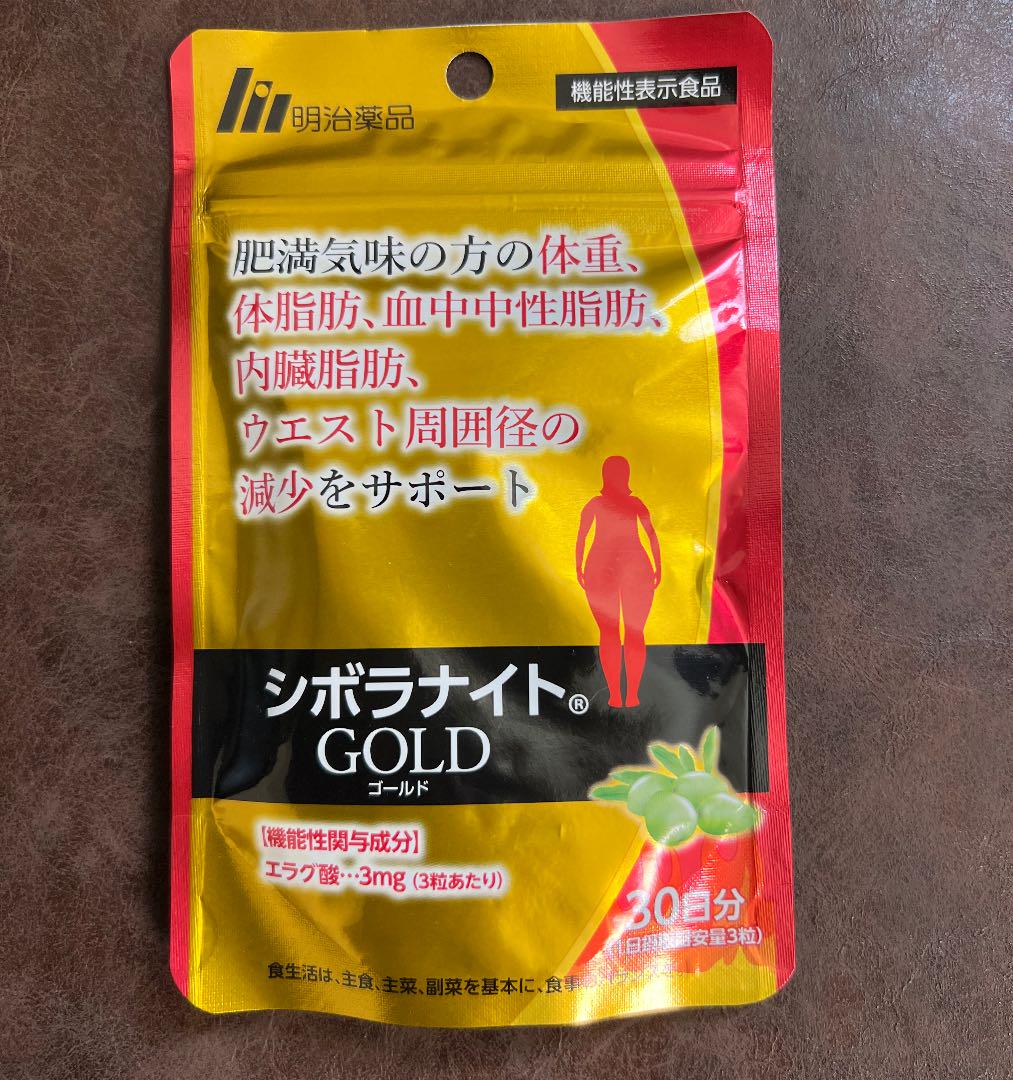 明治薬品
機能性表示食品
肥満気味の方の体重、
体脂肪、血中中性脂肪、
内臓脂肪、
ウエスト周囲径の
減少をサポート
シボラナイト®
GOLD
ゴールド
【機能性関与成分】
エラグ酸…3mg (3粒あたり)
30日分
安量3粒)
食生活は、主食、主菜、副菜を基本に、食事